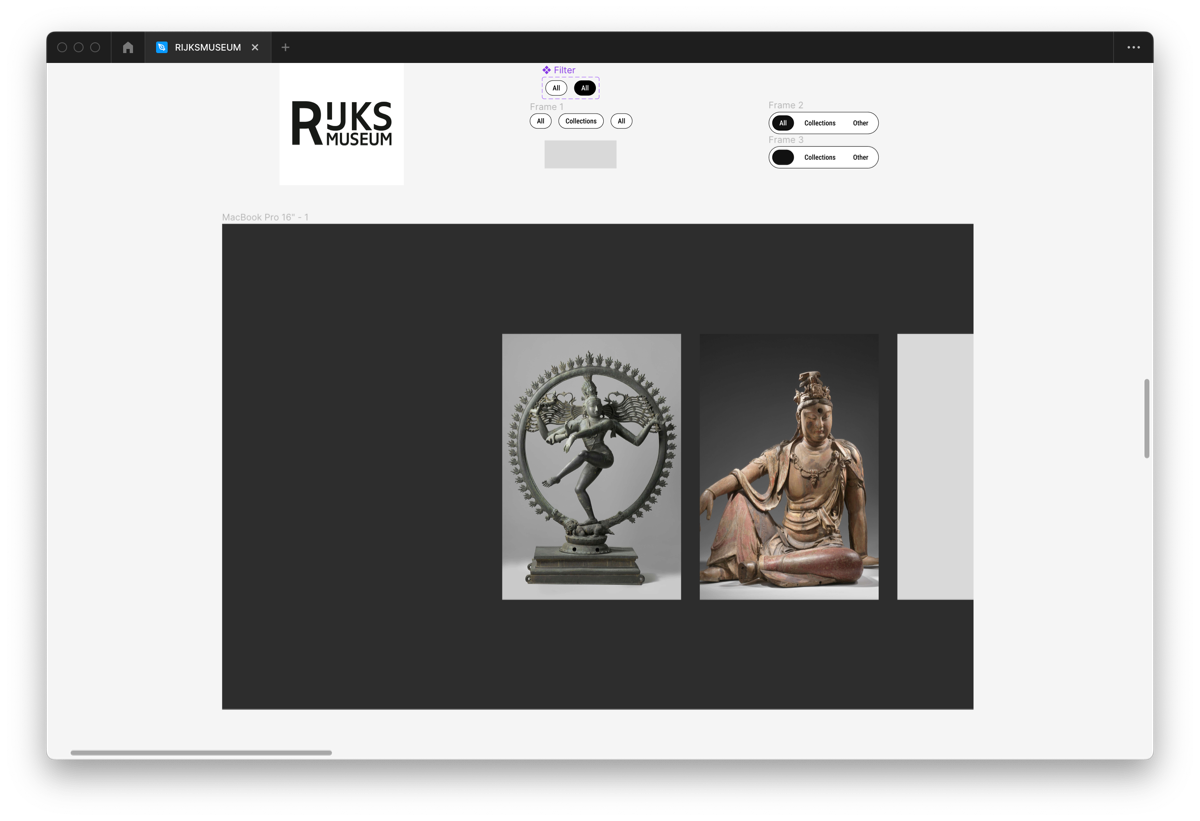 RIJKSMUSEUM
Filter
All All
Frame 1
All Collections All
Frame 2
All Collections Other
Frame 3
Collections Other
RIJKS
MUSEUM
MacBook Pro 16" - 1